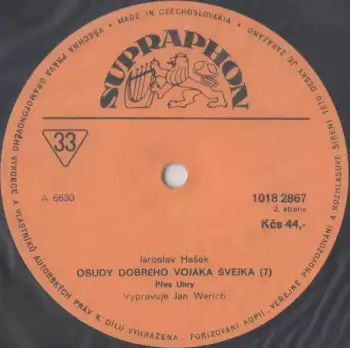 MADE IN CZECHOSLOVAKIA • VŠECHNA PRÁVA GRAMOFONOVÉHO VÝROBCE A VLASTNÍKŮ AUTORSKÝCH PRÁV K DÍLU VYHRAZENA. POŘIZOVÁNÍ KOPIÍ, VEŘEJNÉ PROVOZOVÁNÍ A ROZHLASOVÉ ŠÍŘENÍ TÉTO DESKY JE ZAKÁZÁNO
SUPRAPHON
33
A 6630
1018 2867
2. strana
Kčs 44,-
Jaroslav Hašek
OSUDY DOBRÉHO VOJÁKA ŠVEJKA (7)
Přes Uhry
Vypravuje Jan Werich